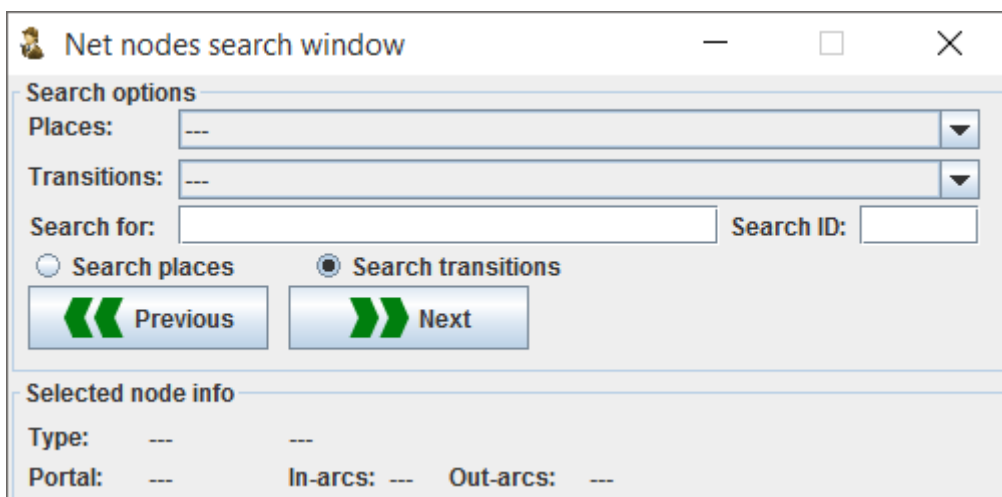 Net nodes search window
Search options
Places: ---
Transitions: ---
Search for: Search ID:
Search places Search transitions
Previous Next
Selected node info
Type: --- ---
Portal: --- In-arcs: --- Out-arcs: ---